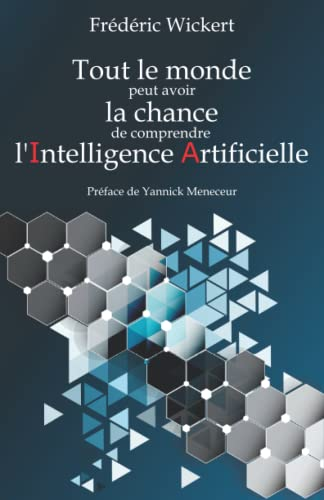 Frédéric Wickert
Tout le monde
peut avoir
la chance
de comprendre
l'Intelligence Artificielle
Préface de Yannick Meneceur